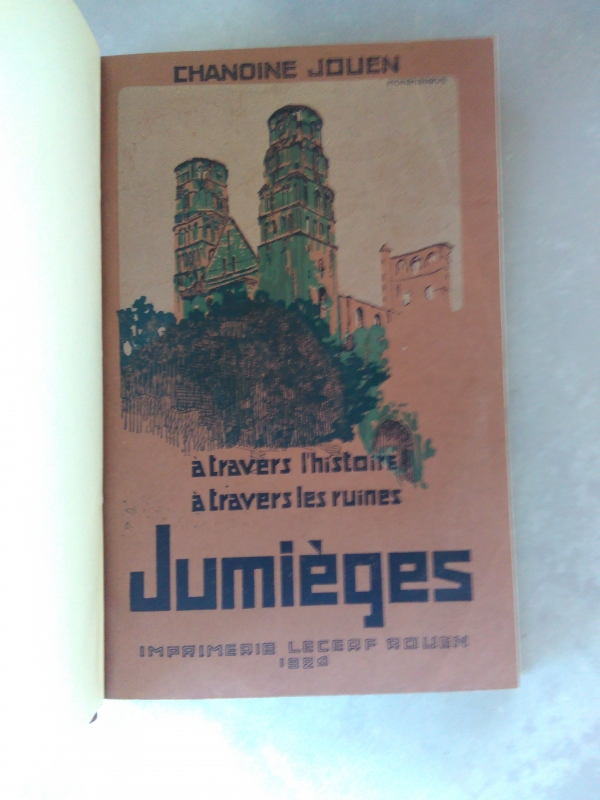 CHANOINE JOUEN
à travers l'histoire
à travers les ruines
Jumièges
IMPRIMERIE LECERF ROUEN